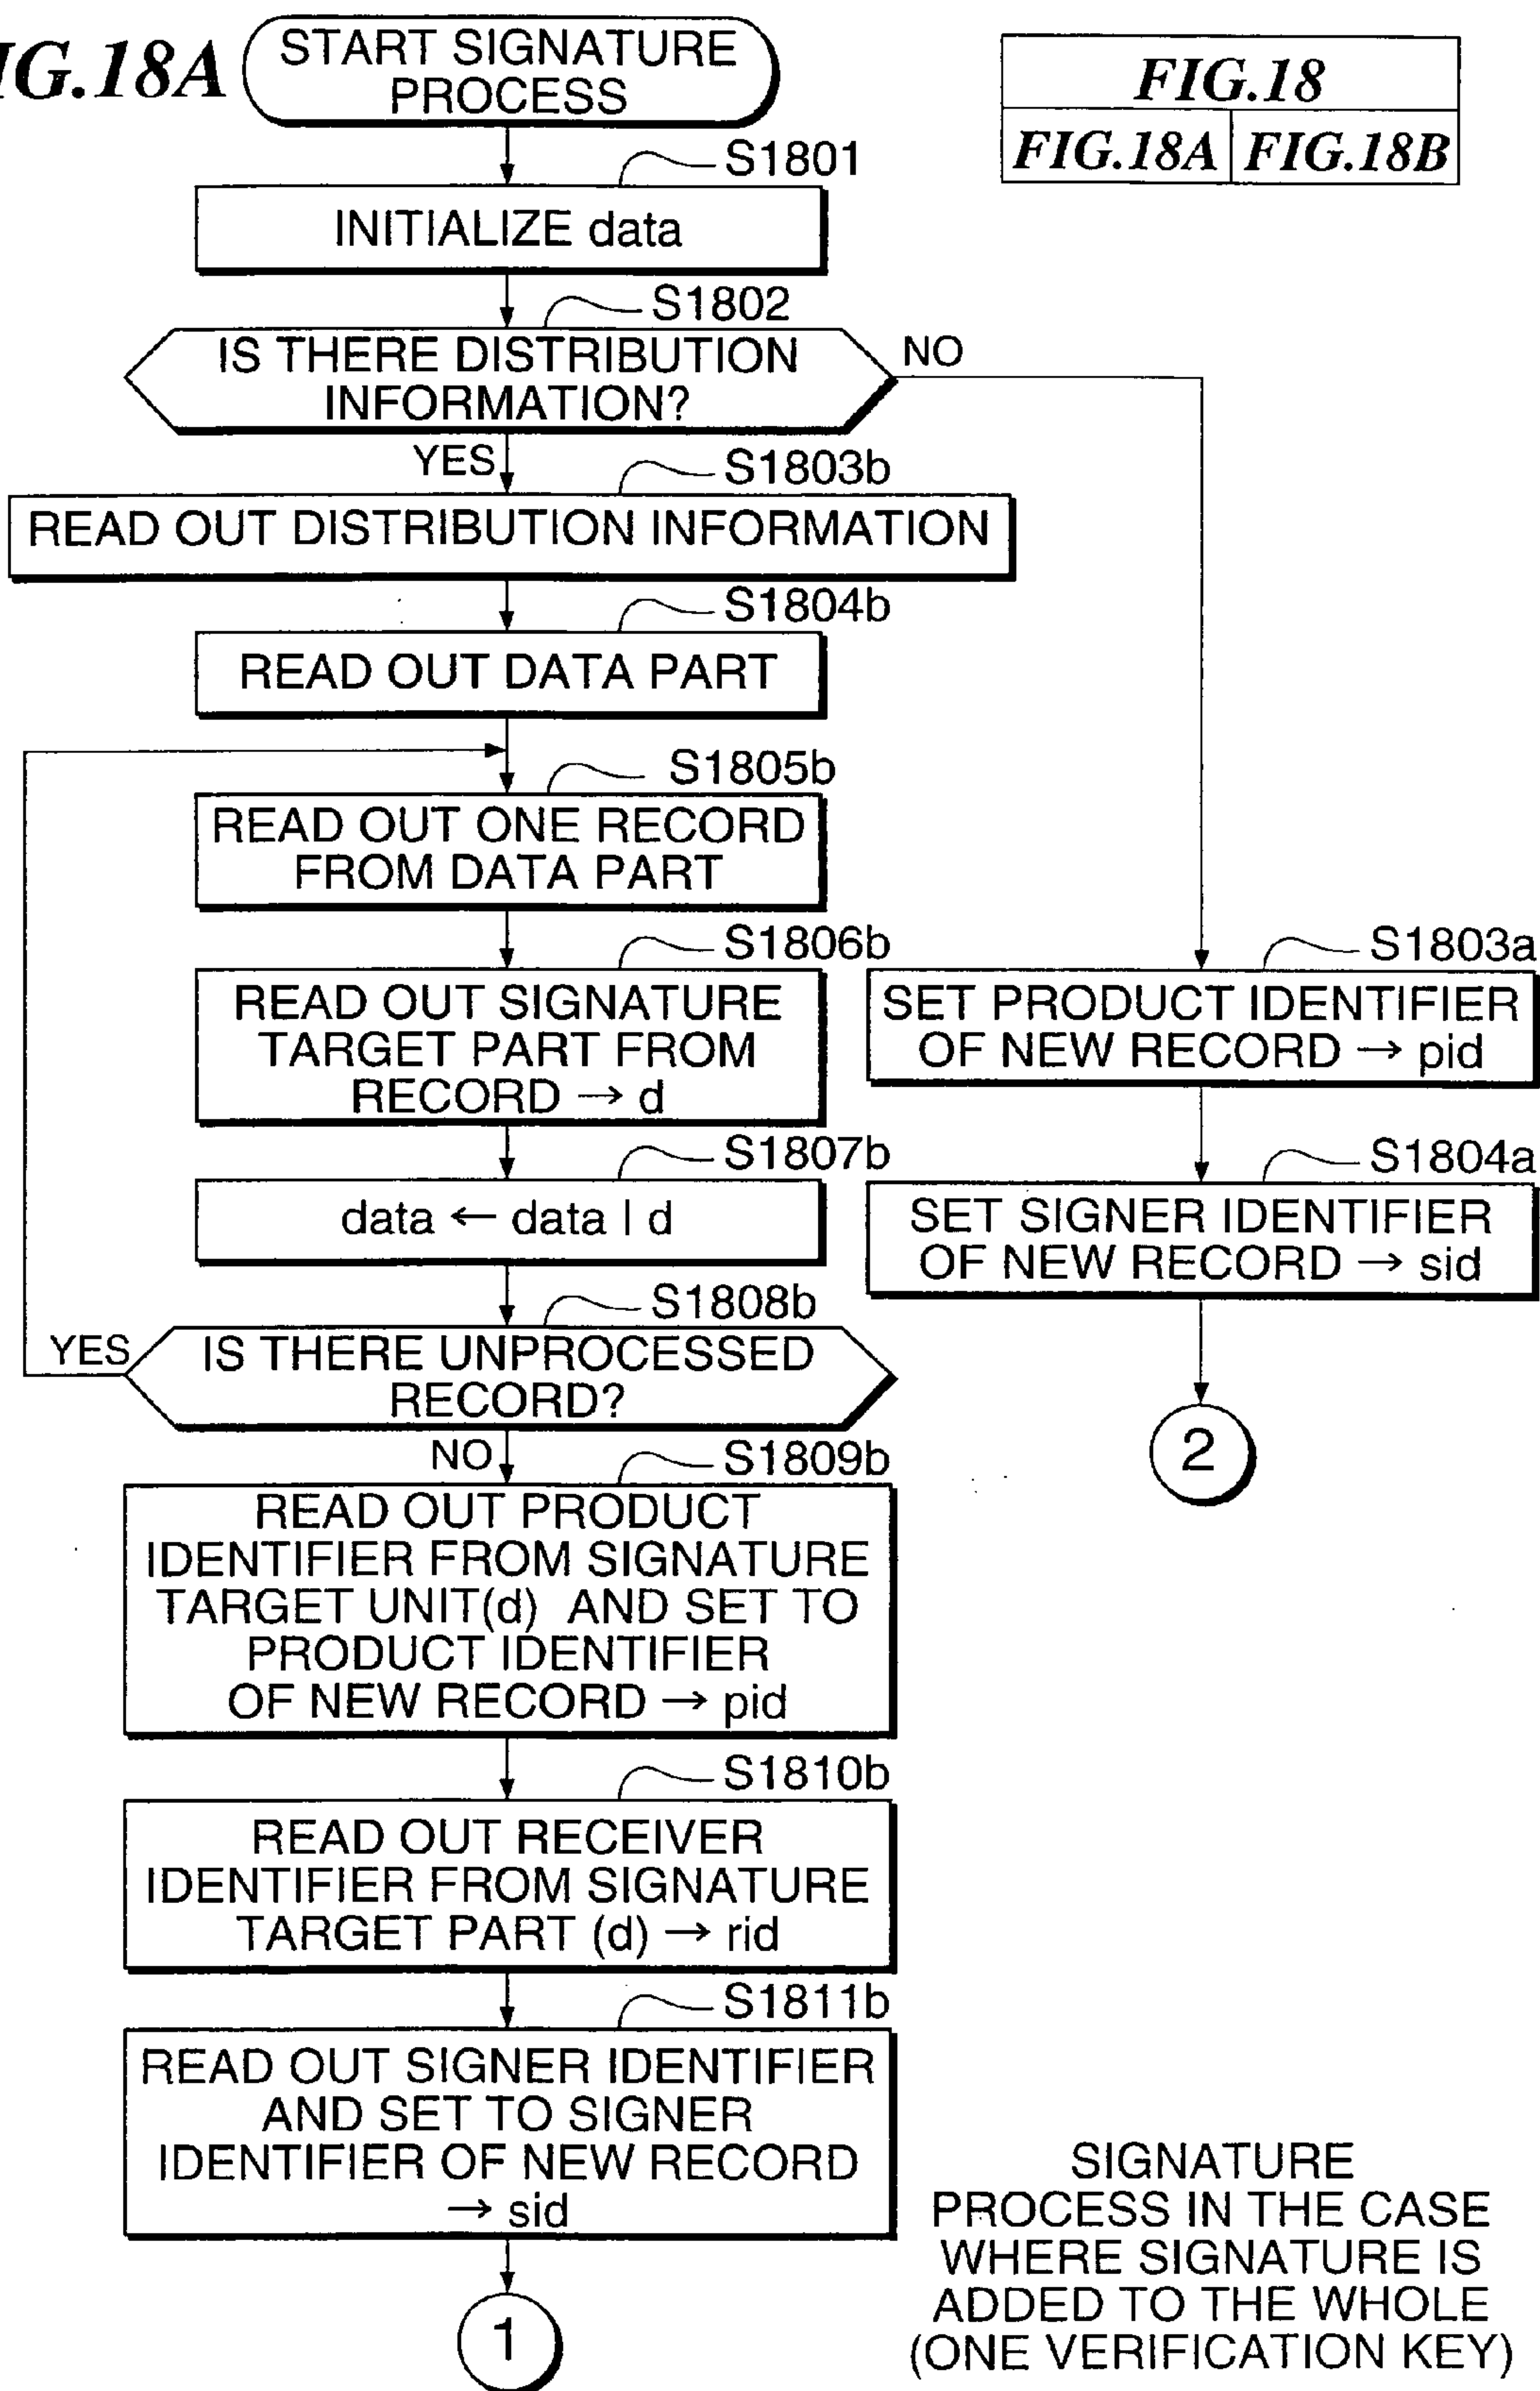 IG.18A
START SIGNATURE
PROCESS
FIG.18
FIG.18A FIG.18B
S1801
INITIALIZE data
S1802
IS THERE DISTRIBUTION
INFORMATION?
NO
YES
S1803b
READ OUT DISTRIBUTION INFORMATION
S1804b
READ OUT DATA PART
S1805b
READ OUT ONE RECORD
FROM DATA PART
S1806b
READ OUT SIGNATURE
TARGET PART FROM
RECORD → d
S1807b
data ← data | d
S1808b
YES
IS THERE UNPROCESSED
RECORD?
NO
S1803a
SET PRODUCT IDENTIFIER
OF NEW RECORD → pid
S1804a
SET SIGNER IDENTIFIER
OF NEW RECORD → sid
2
S1809b
READ OUT PRODUCT
IDENTIFIER FROM SIGNATURE
TARGET UNIT(d) AND SET TO
PRODUCT IDENTIFIER
OF NEW RECORD → pid
S1810b
READ OUT RECEIVER
IDENTIFIER FROM SIGNATURE
TARGET PART (d) → rid
S1811b
READ OUT SIGNER IDENTIFIER
AND SET TO SIGNER
IDENTIFIER OF NEW RECORD
→ sid
1
SIGNATURE
PROCESS IN THE CASE
WHERE SIGNATURE IS
ADDED TO THE WHOLE
(ONE VERIFICATION KEY)